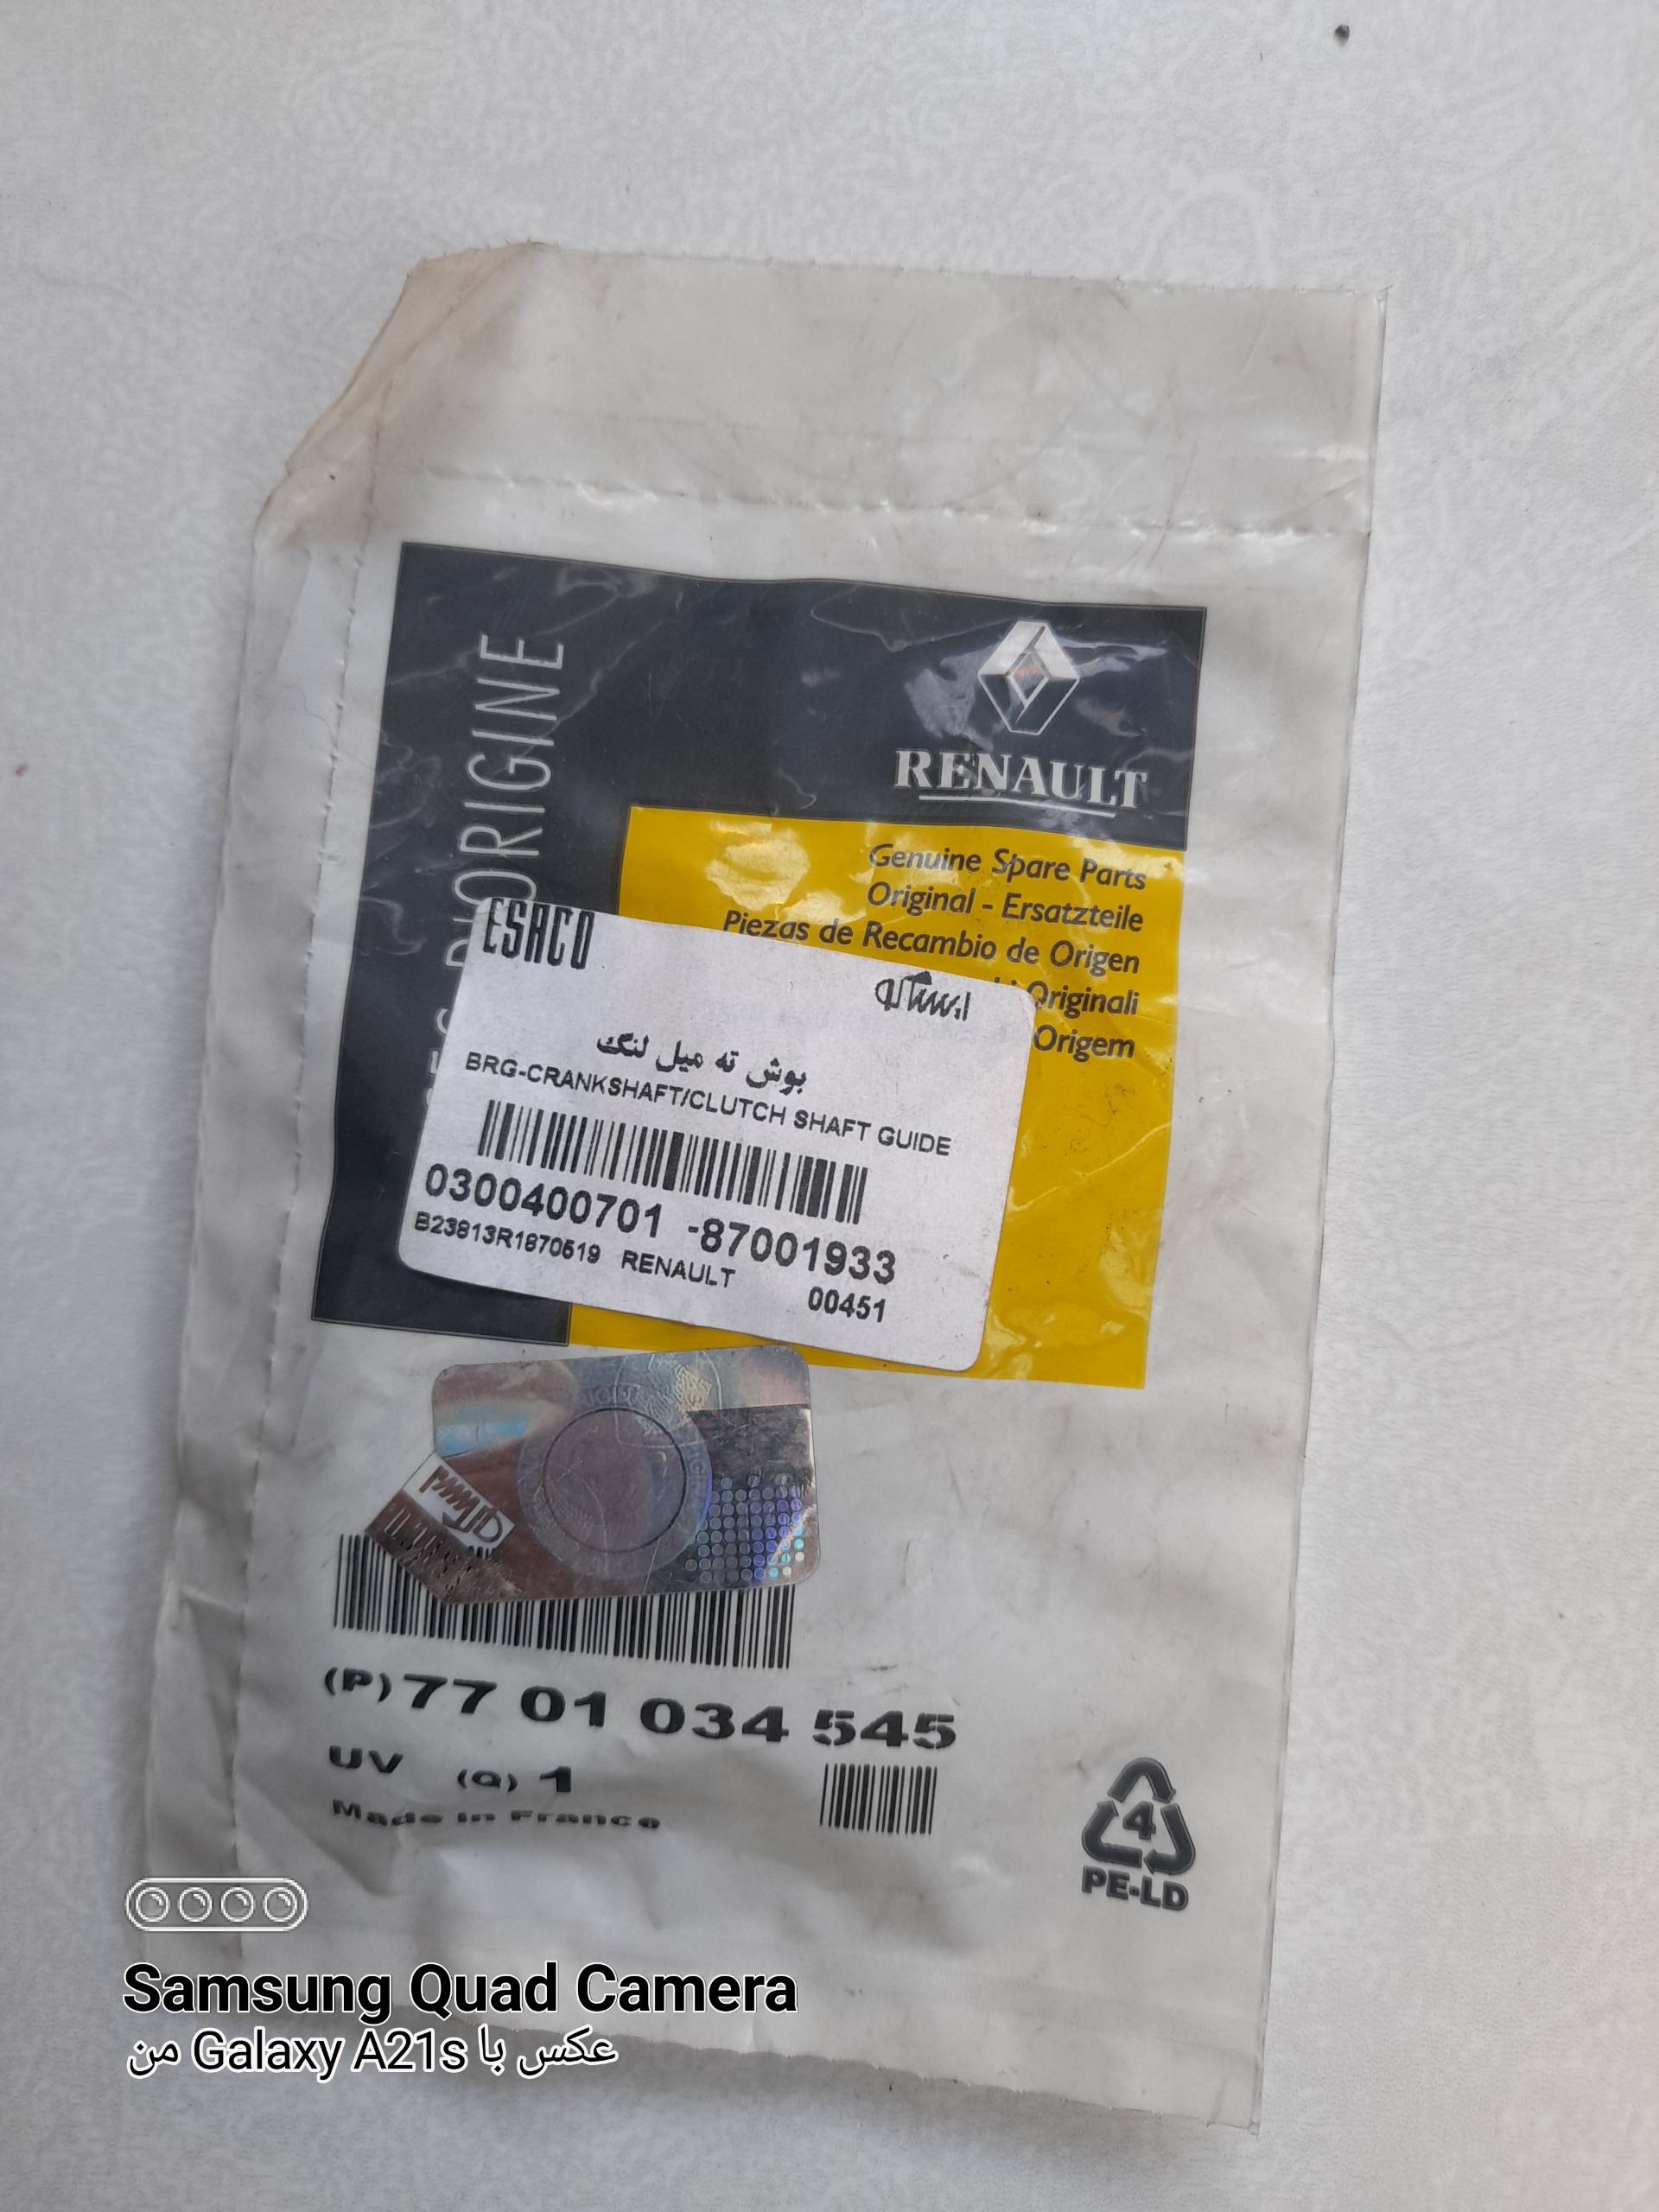 D'ORIGINE
RENAULT
Genuine Spare Parts
Original - Ersatzteile
Piezas de Recambio de Origen
Originali
Origem
ESACO
ایساکو
بوش ته میل لنگ
BRG-CRANKSHAFT/CLUTCH SHAFT GUIDE
0300400701 -87001933
B23813R1870519 RENAULT 00451
ایساکو
(P) 77 01 034 545
UV (Q) 1
Made in France
4
PE-LD
Samsung Quad Camera
عکس با Galaxy A21s من